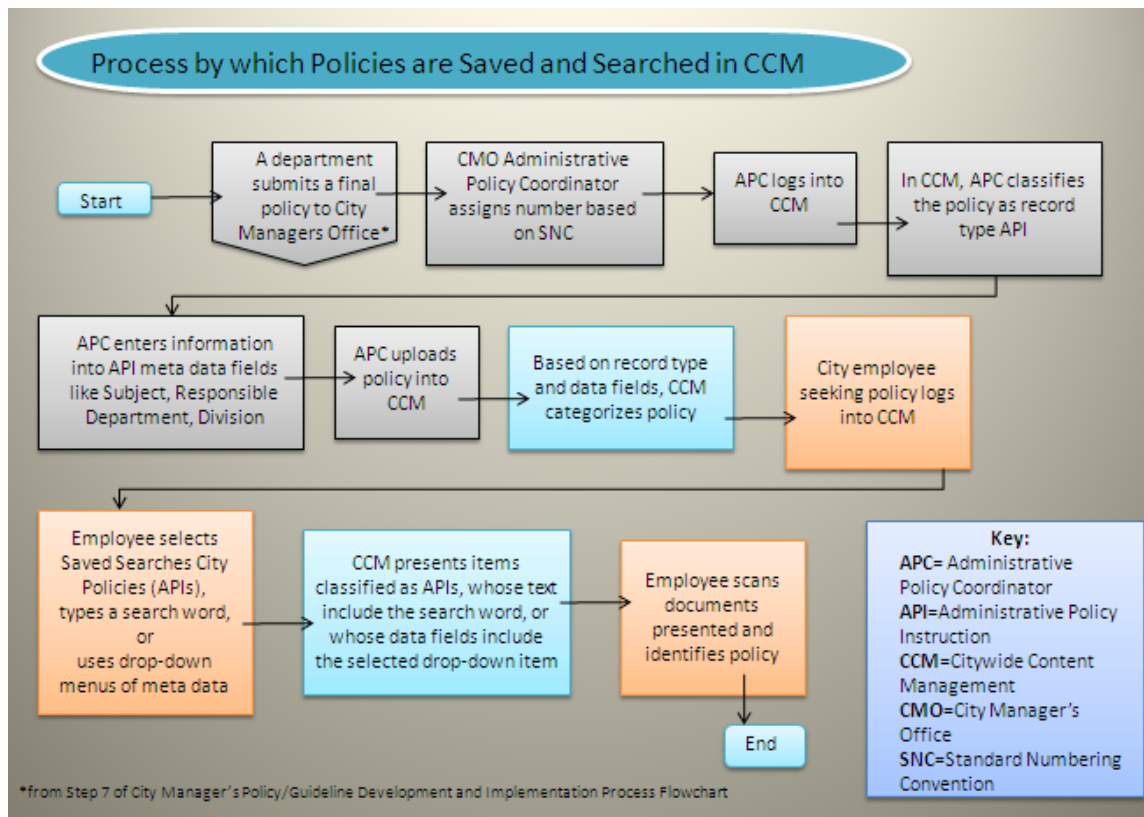 Process by which Policies are Saved and Searched in CCM
Start
A department
submits a final
policy to City
Managers Office*
CMO Administrative
Policy Coordinator
assigns number based
on SNC
APC logs into
CCM
In CCM, APC classifies
the policy as record
type API
APC enters information
into API meta data fields
like Subject, Responsible
Department, Division
APC uploads
policy into
CCM
Based on record type
and data fields, CCM
categorizes policy
City employee
seeking policy logs
into CCM
Employee selects
Saved Searches City
Policies (APIs),
types a search word,
or
uses drop-down
menus of meta data
CCM presents items
classified as APIs, whose text
include the search word, or
whose data fields include
the selected drop-down item
Employee scans
documents
presented and
identifies policy
End
Key:
APC= Administrative
Policy Coordinator
API=Administrative Policy
Instruction
CCM=Citywide Content
Management
CMO=City Manager's
Office
SNC=Standard Numbering
Convention
*from Step 7 of City Manager's Policy/Guideline Development and Implementation Process Flowchart